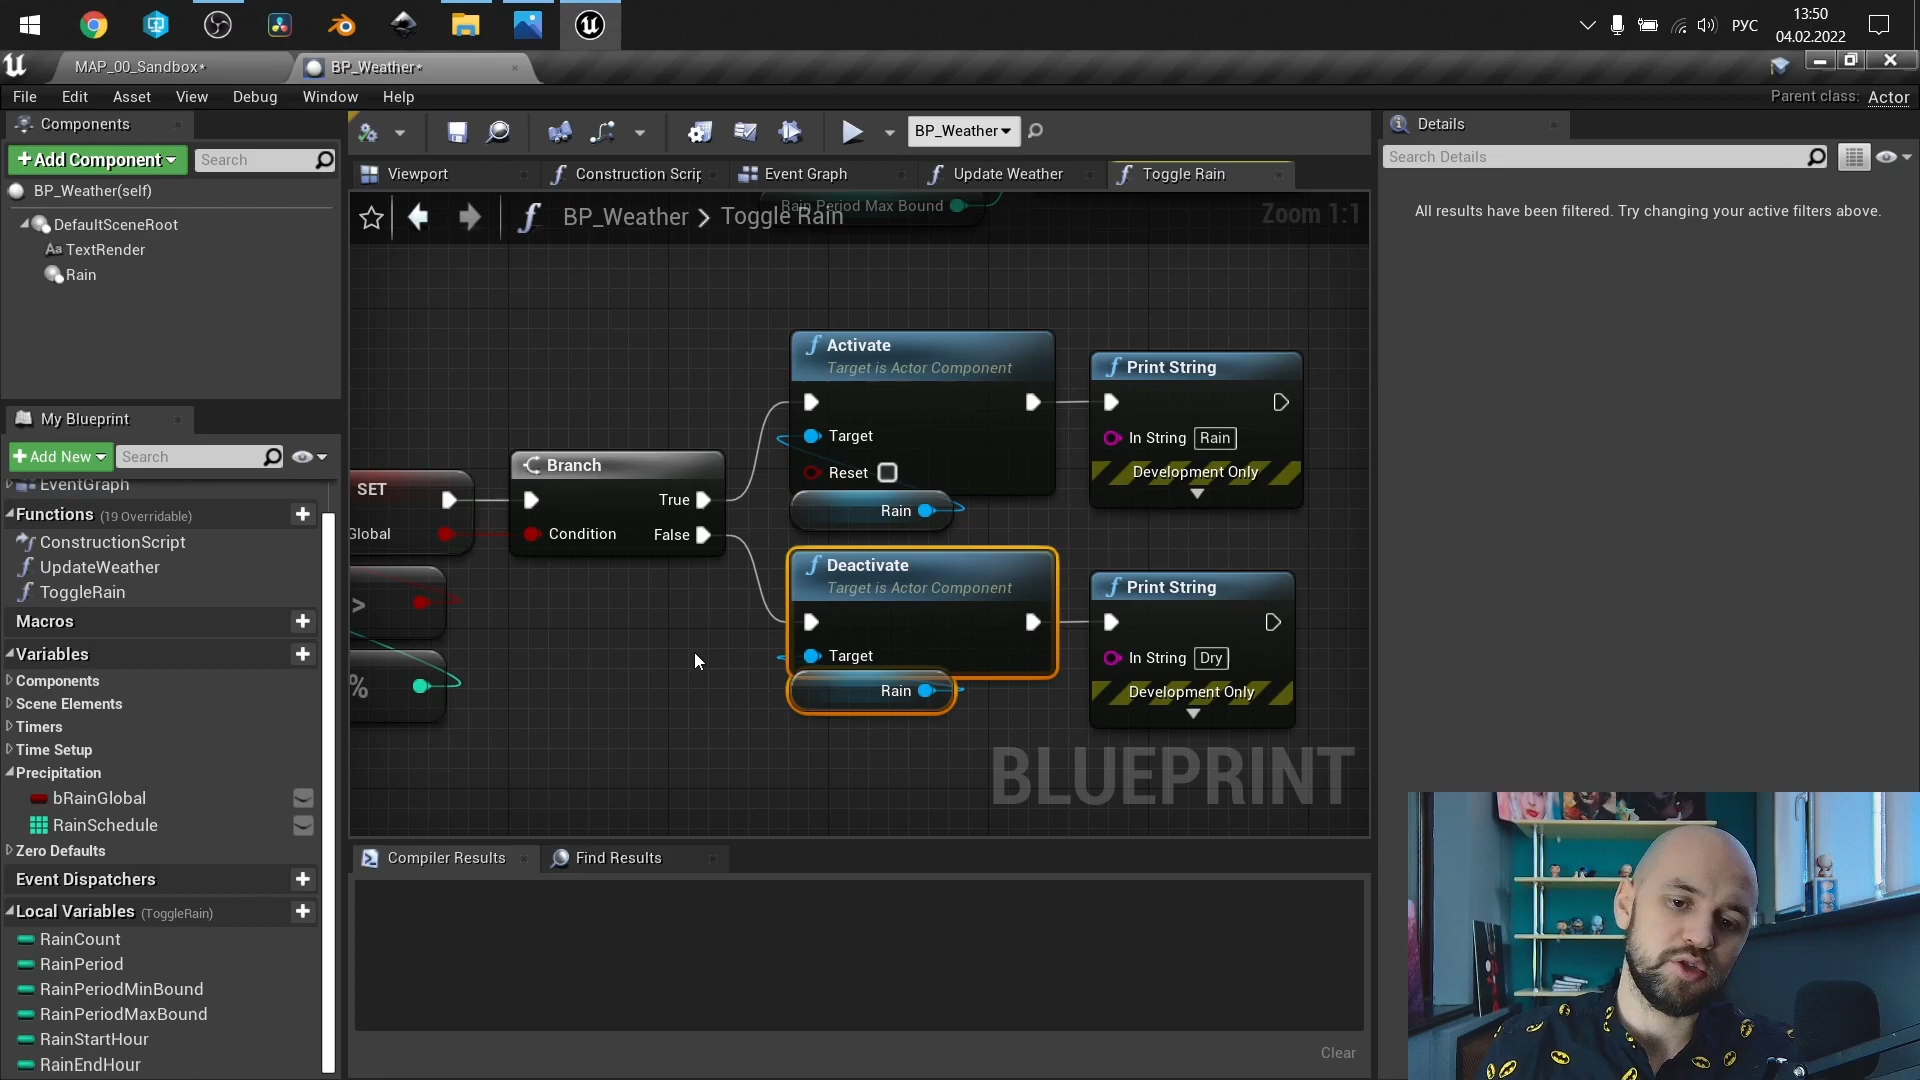 РУС
13:50
04.02.2022
MAP_00_Sandbox*
BP_Weather*
File Edit Asset View Debug Window Help
Parent class: Actor
Components
+Add Component
Search
BP_Weather(self)
DefaultSceneRoot
Aa TextRender
Rain
My Blueprint
+Add New
Search
EventGraph
Functions (19 Overridable)
ConstructionScript
UpdateWeather
ToggleRain
Macros
Variables
Components
Scene Elements
Timers
Time Setup
Precipitation
bRainGlobal
RainSchedule
Zero Defaults
Event Dispatchers
Local Variables (ToggleRain)
RainCount
RainPeriod
RainPeriodMinBound
RainPeriodMaxBound
RainStartHour
RainEndHour
BP_Weather
Viewport
Construction Scrip
Event Graph
Update Weather
Toggle Rain
BP_Weather > Toggle Rain
Rain Period Max Bound
Zoom 1:1
SET
Global
>
%
Branch
True
Condition
False
Activate
Target is Actor Component
Target
Reset
Rain
Print String
In String Rain
Development Only
Deactivate
Target is Actor Component
Target
Rain
Print String
In String Dry
Development Only
BLUEPRINT
Compiler Results
Find Results
Clear
Details
Search Details
All results have been filtered. Try changing your active filters above.